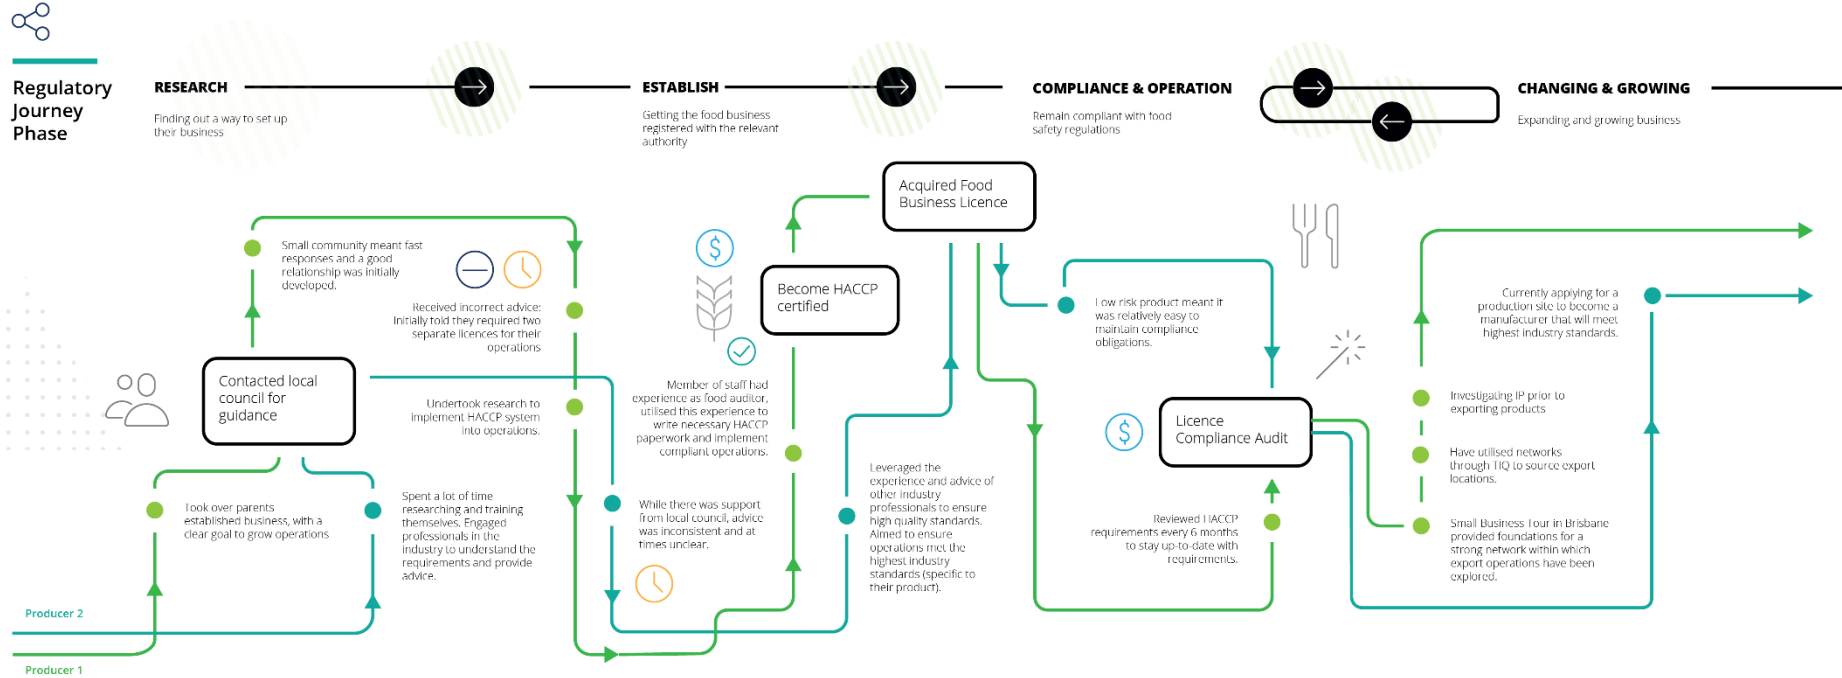 Regulatory
Journey
Phase
RESEARCH
Finding out a way to set up
their business
ESTABLISH
Getting the food business
registered with the relevant
authority
COMPLIANCE & OPERATION
Remain compliant with food
safety regulations
CHANGING & GROWING
Expanding and growing business
Small community meant fast
responses and a good
relationship was initially
developed.
Received incorrect advice:
Initially told they required two
separate licences for their
operations
Contacted local
council for
guidance
Undertook research to
implement HACCP system
into operations.
Took over parents
established business, with a
clear goal to grow operations
Spent a lot of time
researching and training
themselves. Engaged
professionals in the
industry to understand the
requirements and provide
advice.
Producer 2
Producer 1
Acquired Food
Business Licence
Become HACCP
certified
Member of staff had
experience as food auditor,
utilised this experience to
write necessary HACCP
paperwork and implement
compliant operations.
While there was support
from local council, advice
was inconsistent and at
times unclear.
Leveraged the
experience and advice of
other industry
professionals to ensure
high quality standards.
Aimed to ensure
operations met the
highest industry
standards (specific to
their product).
Low risk product meant it
was relatively easy to
maintain compliance
obligations.
Licence
Compliance Audit
Reviewed HACCP
requirements every 6 months
to stay up-to-date with
requirements.
Currently applying for a
production site to become a
manufacturer that will meet
highest industry standards.
Investigating IP prior to
exporting products
Have utilised networks
through TIQ to source export
locations.
Small Business Tour in Brisbane
provided foundations for a
strong network within which
export operations have been
explored.